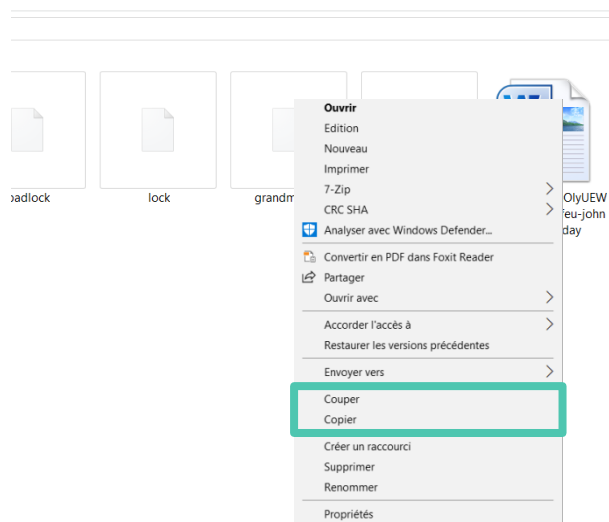 padlock
lock
grandm
OlyUEW
feu-john
day
Ouvrir
Edition
Nouveau
Imprimer
7-Zip
CRC SHA
Analyser avec Windows Defender...
Convertir en PDF dans Foxit Reader
Partager
Ouvrir avec
Accorder l'accès à
Restaurer les versions précédentes
Envoyer vers
Couper
Copier
Créer un raccourci
Supprimer
Renommer
Propriétés